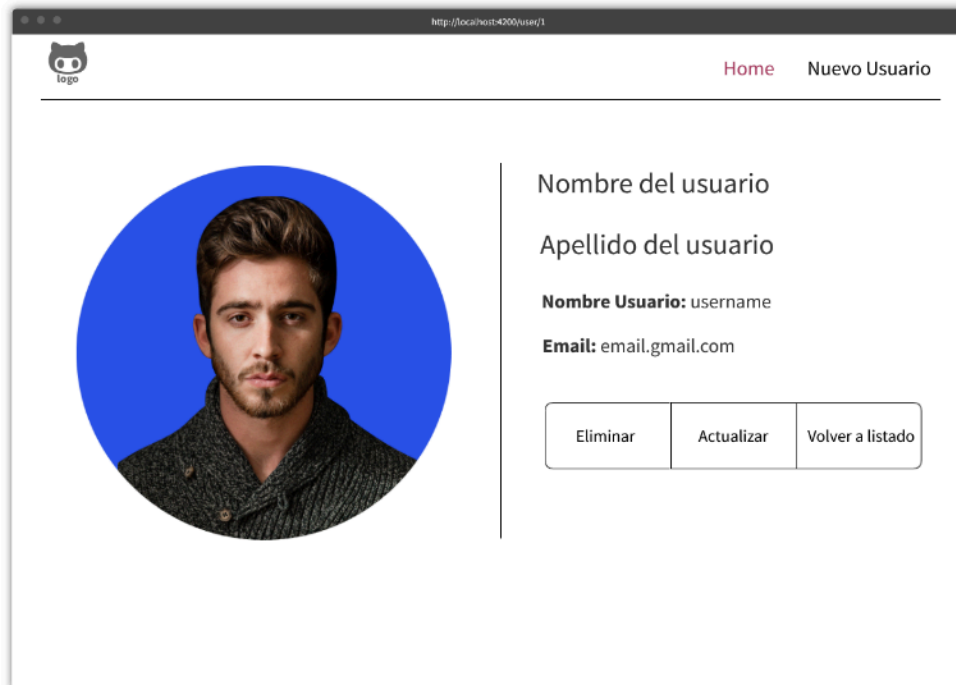 http://localhost:4200/user/1
logo
Home Nuevo Usuario
Nombre del usuario
Apellido del usuario
Nombre Usuario: username
Email: email.gmail.com
Eliminar Actualizar Volver a listado